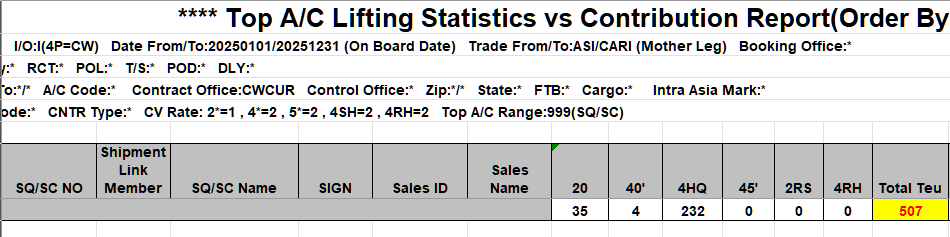 **** Top A/C Lifting Statistics vs Contribution Report(Order By
I/O:I(4P=CW) Date From/To:20250101/20251231 (On Board Date) Trade From/To:ASI/CARI (Mother Leg) Booking Office:*
y:* RCT:* POL:* T/S:* POD:* DLY:*
To:*/* A/C Code:* Contract Office:CWCUR Control Office:* Zip:*/* State:* FTB:* Cargo:* Intra Asia Mark:*
ode:* CNTR Type:* CV Rate: 2*=1 , 4*=2 , 5*=2 , 4SH=2 , 4RH=2 Top A/C Range:999(SQ/SC)
SQ/SC NO Shipment Link Member SQ/SC Name SIGN Sales ID Sales Name 20 40' 4HQ 45' 2RS 4RH Total Teu
35 4 232 0 0 0 507